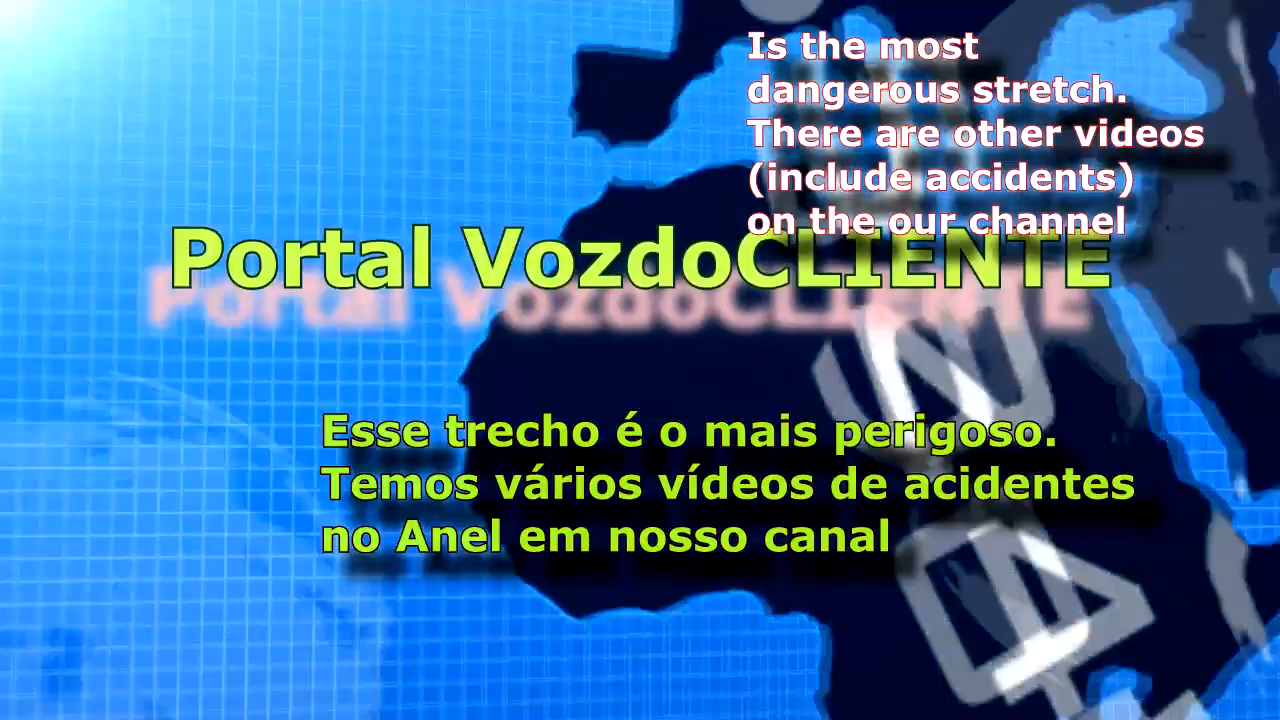 Is the most
dangerous stretch.
There are other videos
(include accidents)
on the our channel
Portal VozdoCLIENTE
Esse trecho é o mais perigoso.
Temos vários vídeos de acidentes
no Anel em nosso canal